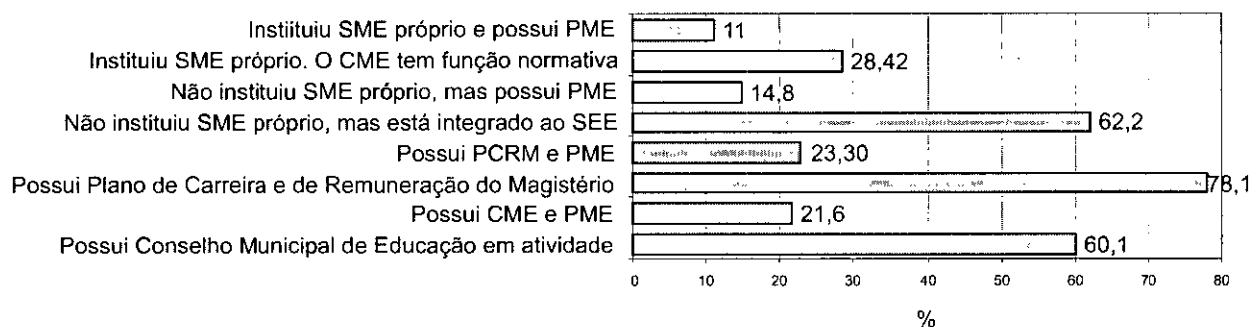 Instiituiu SME próprio e possui PME 11
Instituiu SME próprio. O CME tem função normativa 28,42
Não instituiu SME próprio, mas possui PME 14,8
Não instituiu SME próprio, mas está integrado ao SEE 62,2
Possui PCRM e PME 23,30
Possui Plano de Carreira e de Remuneração do Magistério 78,1
Possui CME e PME 21,6
Possui Conselho Municipal de Educação em atividade 60,1
0 10 20 30 40 50 60 70 80
%